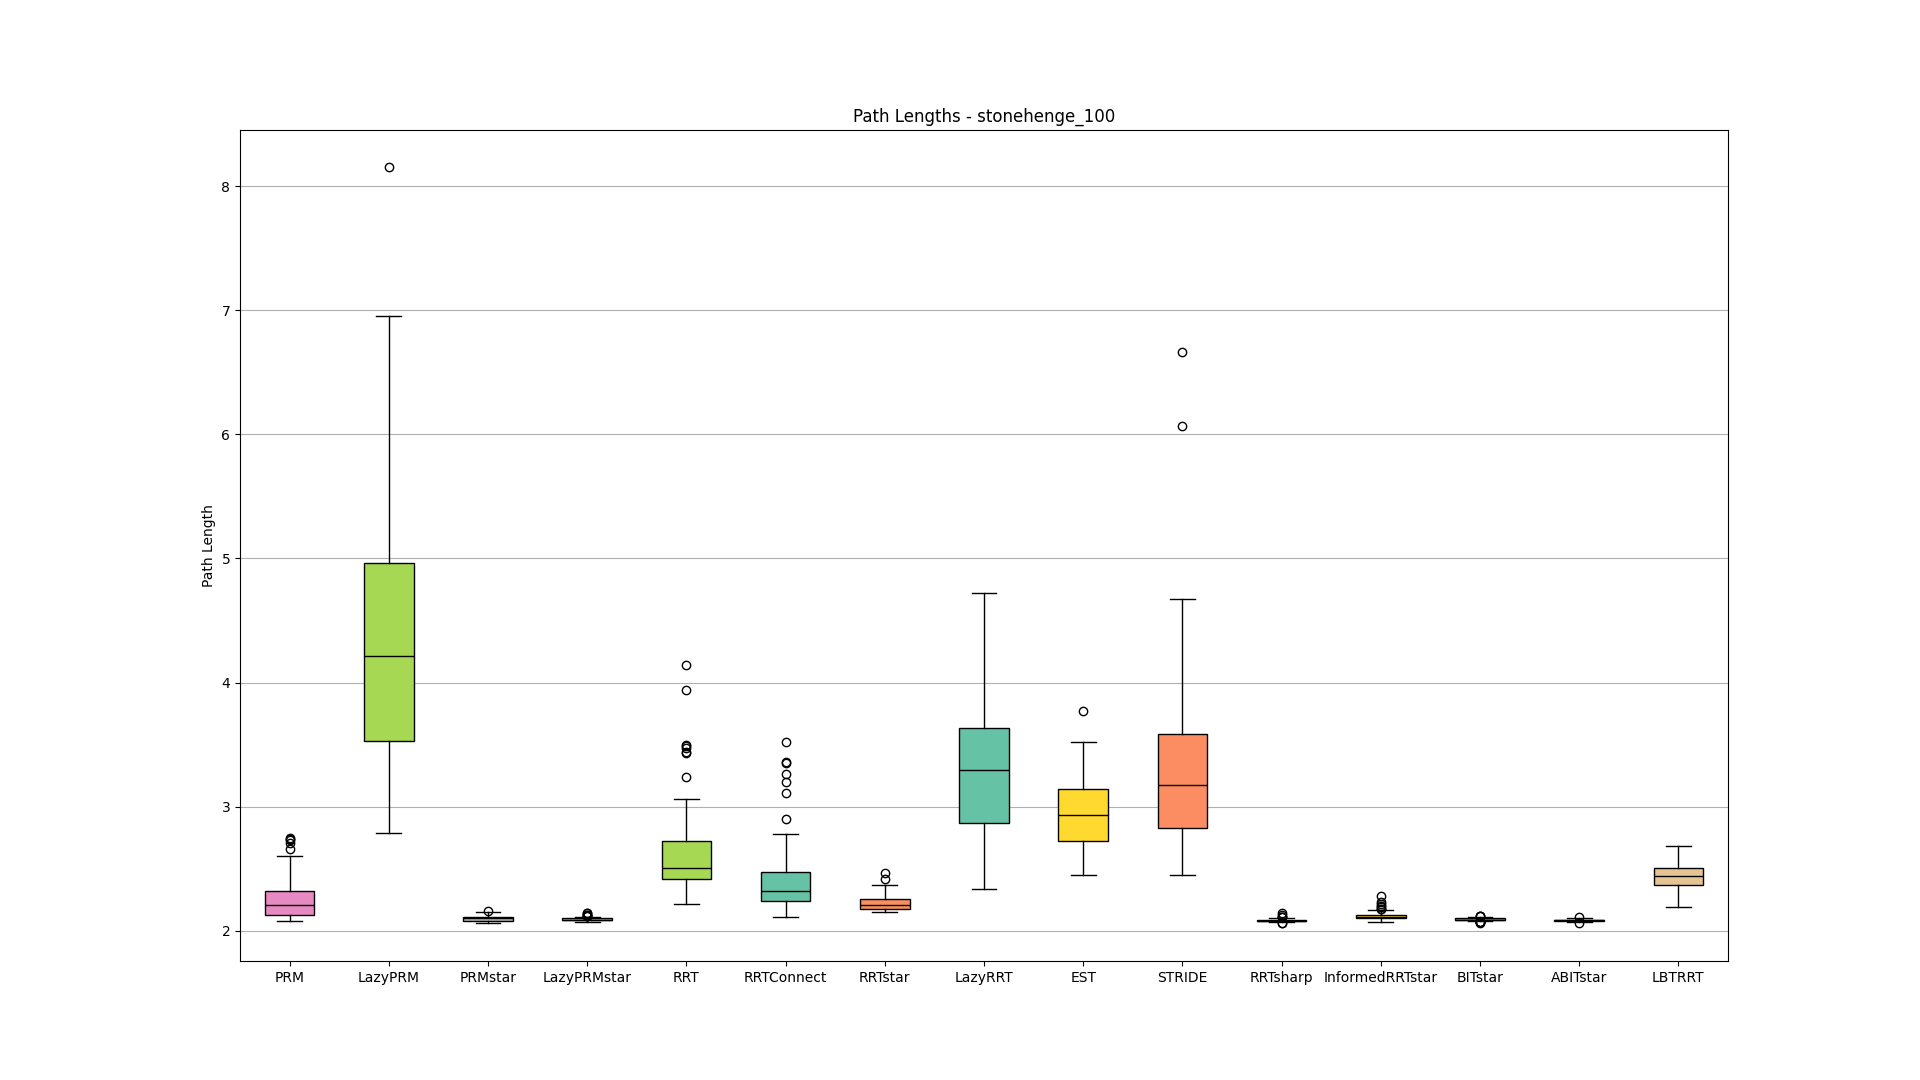 Path Lengths - stonehenge_100
Path Length
8
7
6
5
4
3
2
PRM LazyPRM PRMstar LazyPRMstar RRT RRTConnect RRTstar LazyRRT EST STRIDE RRTsharp InformedRRTstar BITstar ABITstar LBTRRT